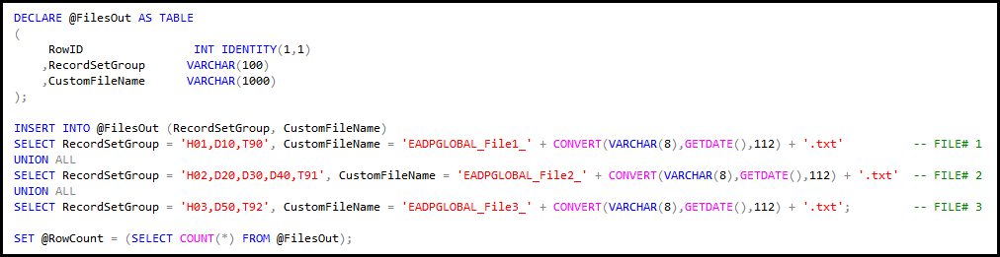 DECLARE @FilesOut AS TABLE
(
     RowID                INT IDENTITY(1,1)
    ,RecordSetGroup      VARCHAR(100)
    ,CustomFileName      VARCHAR(1000)
);

INSERT INTO @FilesOut (RecordSetGroup, CustomFileName)
SELECT RecordSetGroup = 'H01,D10,T90', CustomFileName = 'EADPGLOBAL_File1_' + CONVERT(VARCHAR(8),GETDATE(),112) + '.txt'          -- FILE# 1
UNION ALL
SELECT RecordSetGroup = 'H02,D20,D30,D40,T91', CustomFileName = 'EADPGLOBAL_File2_' + CONVERT(VARCHAR(8),GETDATE(),112) + '.txt'  -- FILE# 2
UNION ALL
SELECT RecordSetGroup = 'H03,D50,T92', CustomFileName = 'EADPGLOBAL_File3_' + CONVERT(VARCHAR(8),GETDATE(),112) + '.txt';         -- FILE# 3

SET @RowCount = (SELECT COUNT(*) FROM @FilesOut);